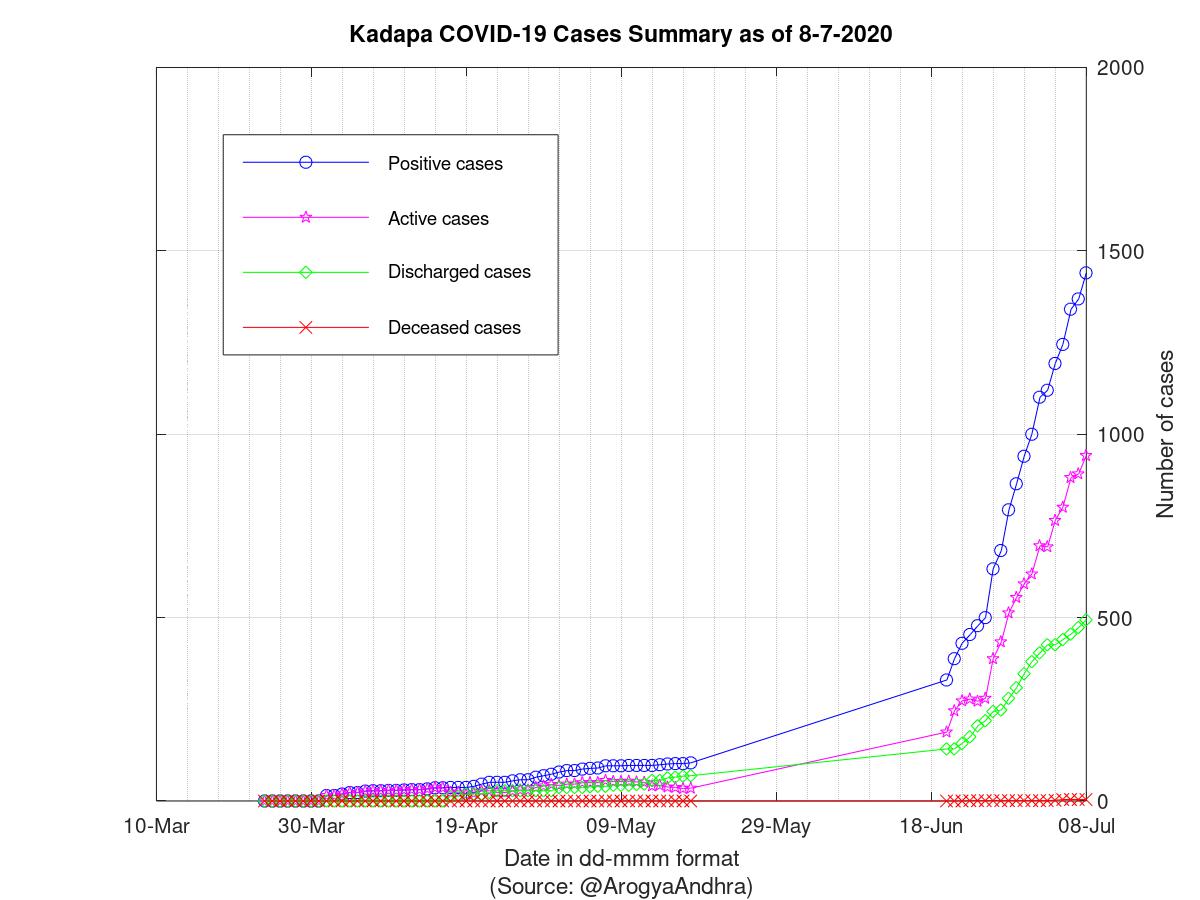 Kadapa COVID-19 Cases Summary as of 8-7-2020
Positive cases
Active cases
Discharged cases
Deceased cases
2000
1500
1000
500
0
Number of cases
10-Mar 30-Mar 19-Apr 09-May 29-May 18-Jun 08-Jul
Date in dd-mmm format
(Source: @ArogyaAndhra)